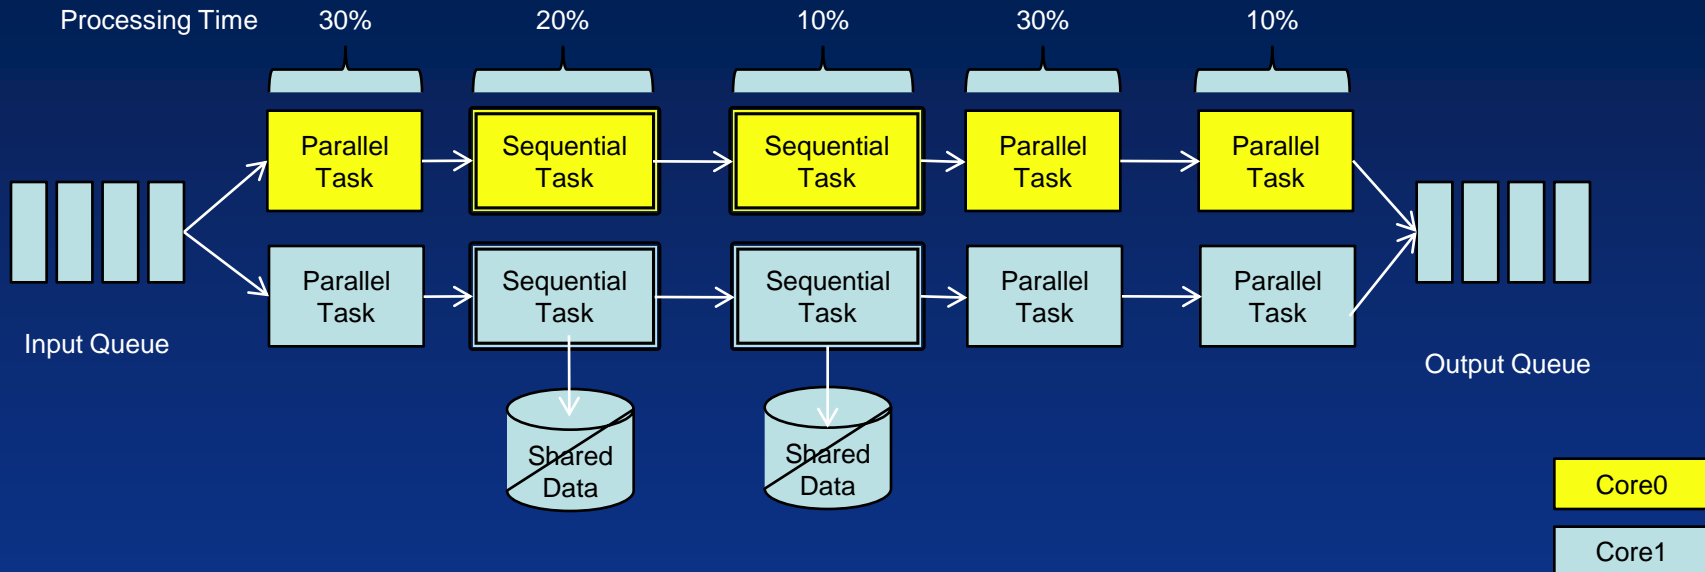 Processing Time 30% 20% 10% 30% 10%
Parallel
Task
Sequential
Task
Sequential
Task
Parallel
Task
Parallel
Task
Parallel
Task
Sequential
Task
Sequential
Task
Parallel
Task
Parallel
Task
Input Queue
Output Queue
Shared
Data
Shared
Data
Core0
Core1